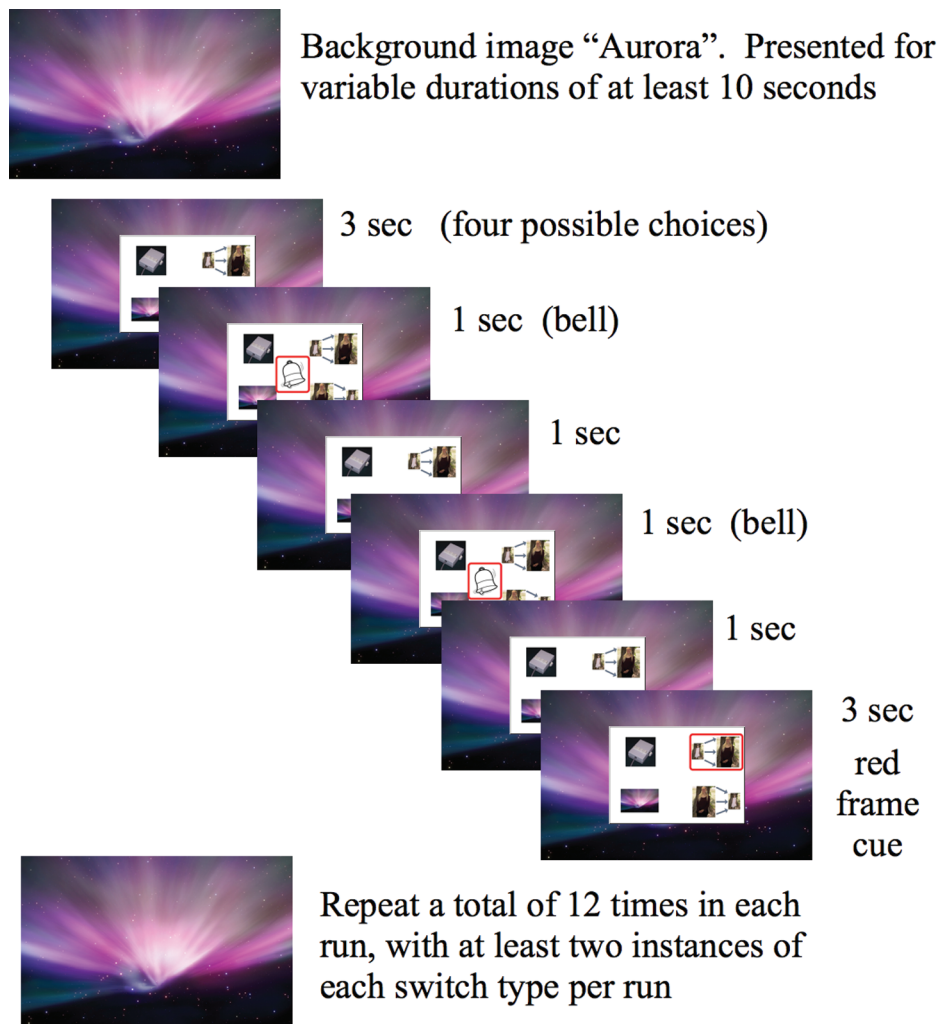 Background image “Aurora”.  Presented for
variable durations of at least 10 seconds
3 sec   (four possible choices)
1 sec  (bell)
1 sec
1 sec  (bell)
1 sec
3 sec
red
frame
cue
Repeat a total of 12 times in each
run, with at least two instances of
each switch type per run